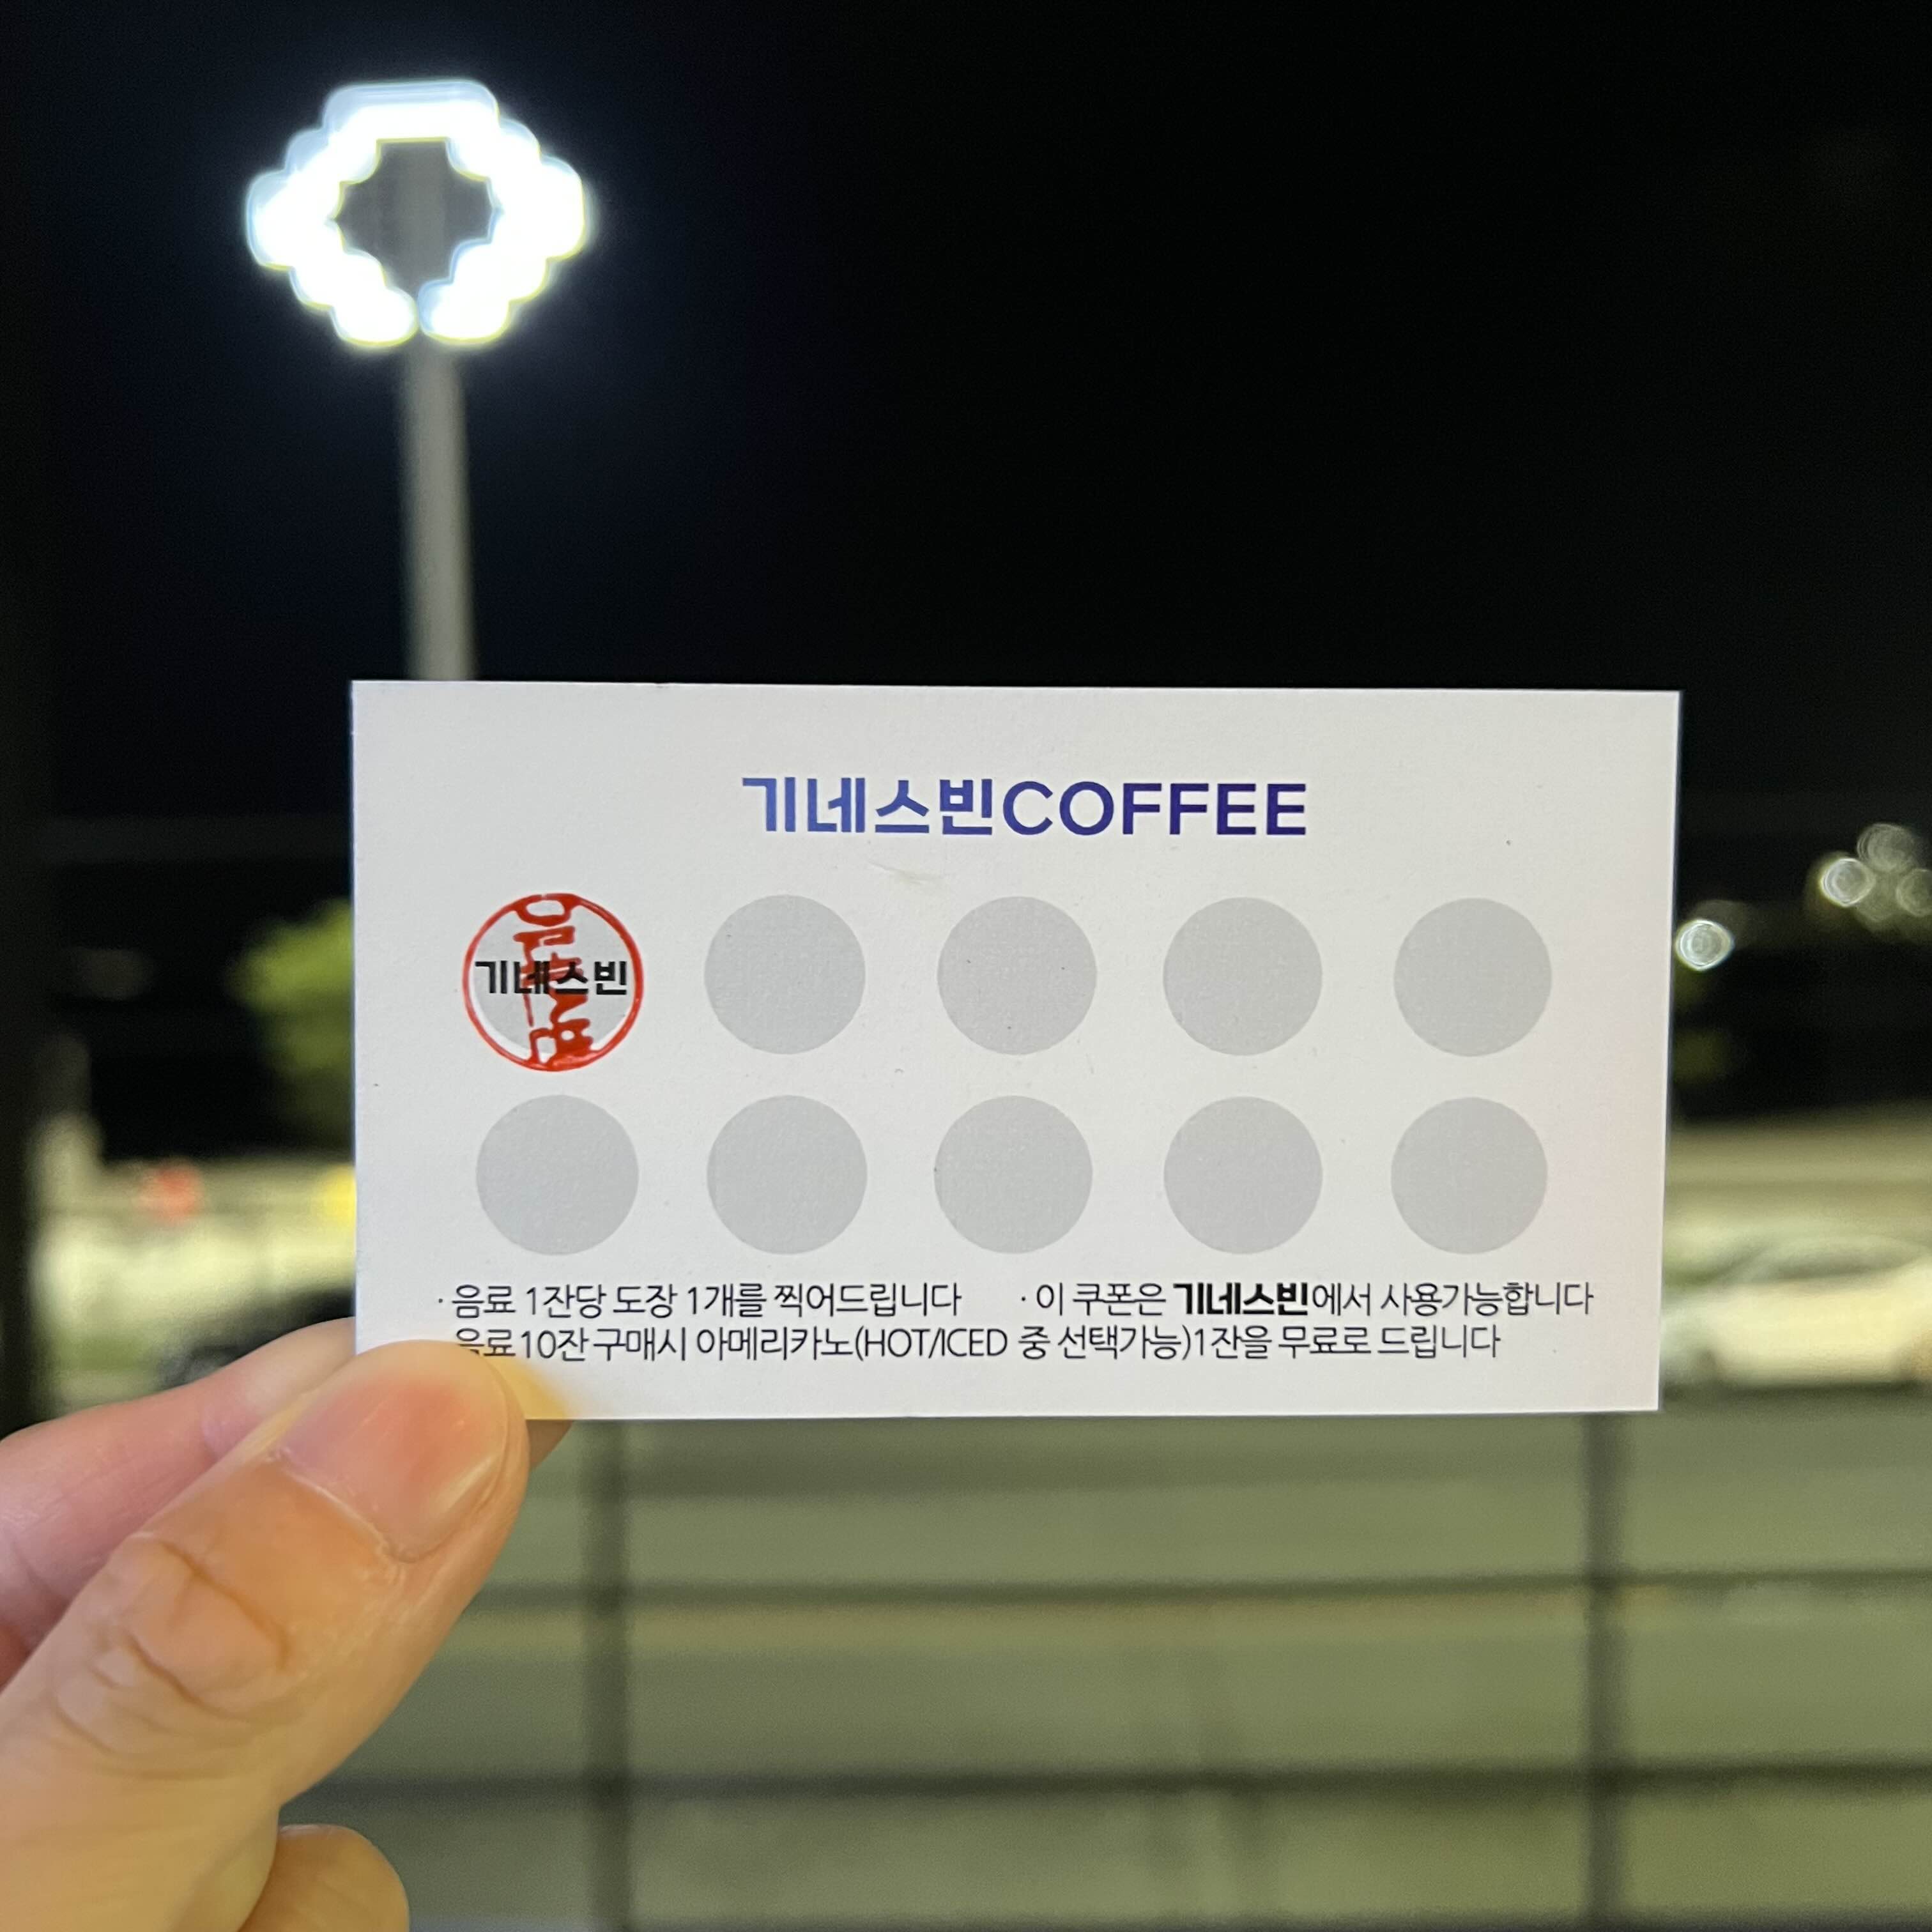 기네스빈COFFEE
기네스빈
· 음료 1잔당 도장 1개를 찍어드립니다 · 이 쿠폰은 기네스빈에서 사용가능합니다
음료10잔구매시 아메리카노(HOT/ICED 중 선택가능)1잔을 무료로 드립니다